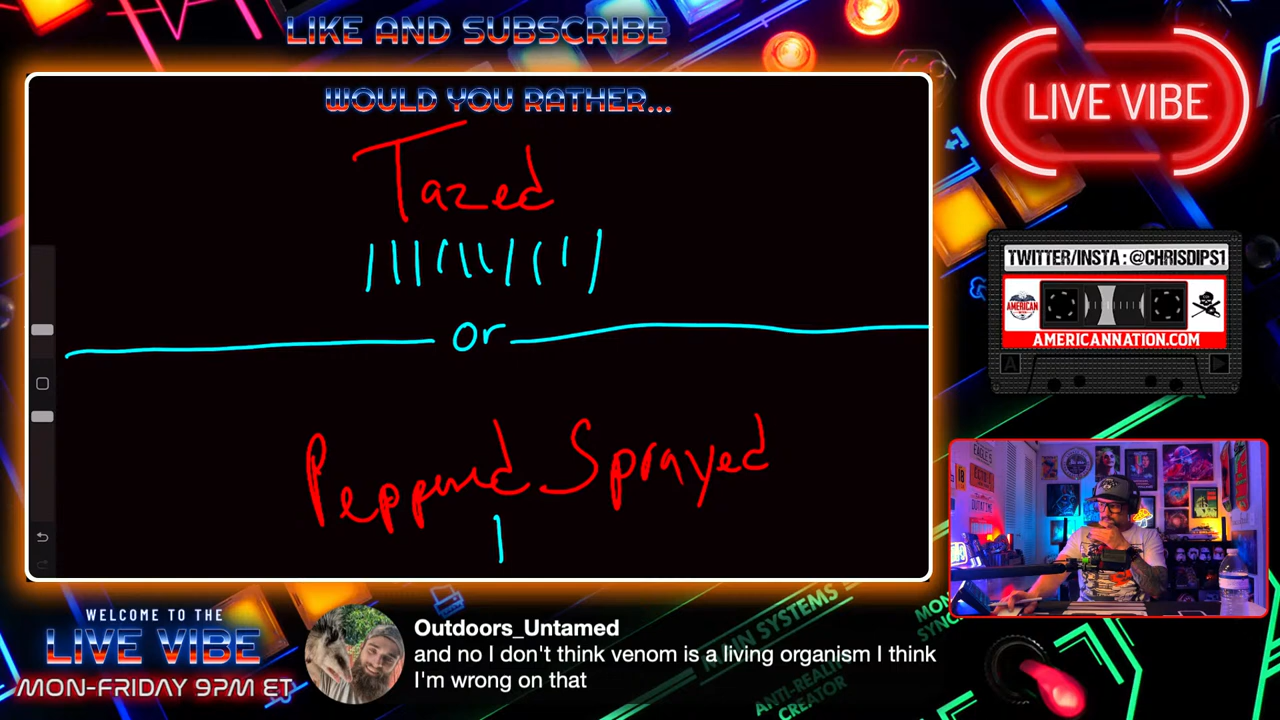 LIKE AND SUBSCRIBE
WOULD YOU RATHER...
LIVE VIBE
Tazed
TWITTER/INSTA : @CHRISDIPS1
AMERICAN
AMERICANNATION.COM
A
or
Peppered Sprayed
WELCOME TO THE
LIVE VIBE
MON-FRIDAY 9PM ET
Outdoors_Untamed
and no I don't think venom is a living organism I think
I'm wrong on that